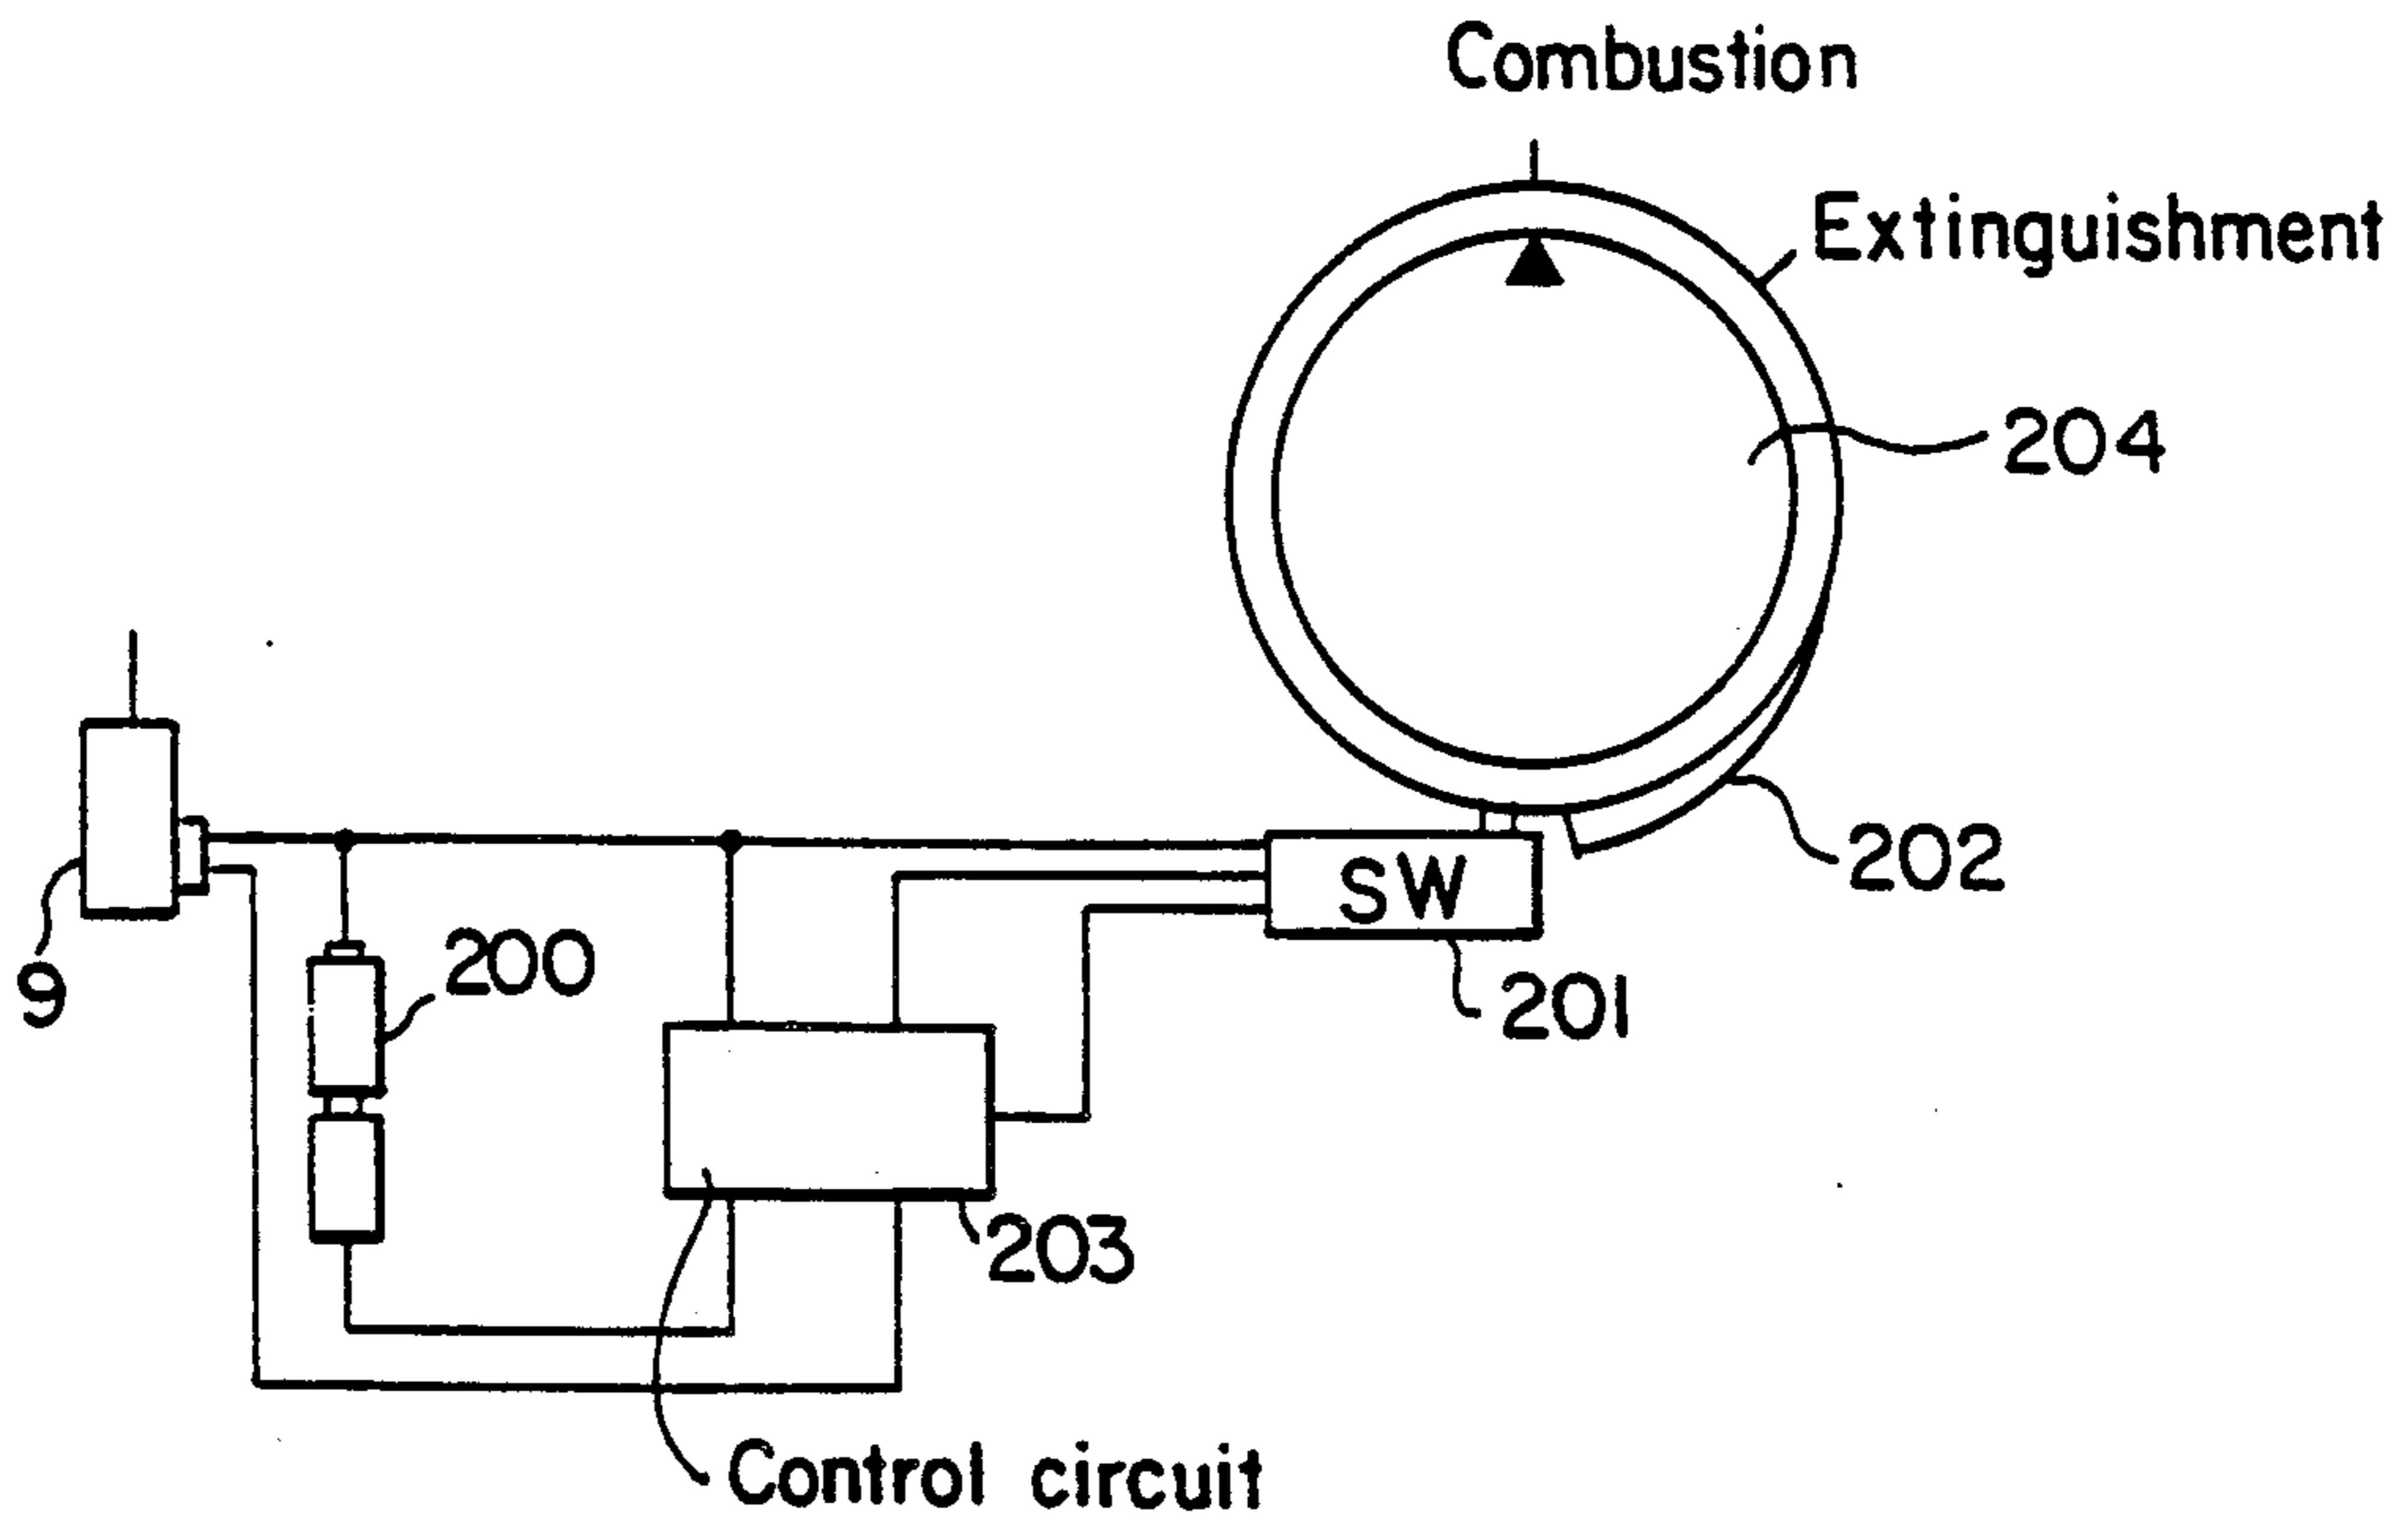 Combustion
Extinguishment
204
202
SW
201
9
200
203
Control circuit